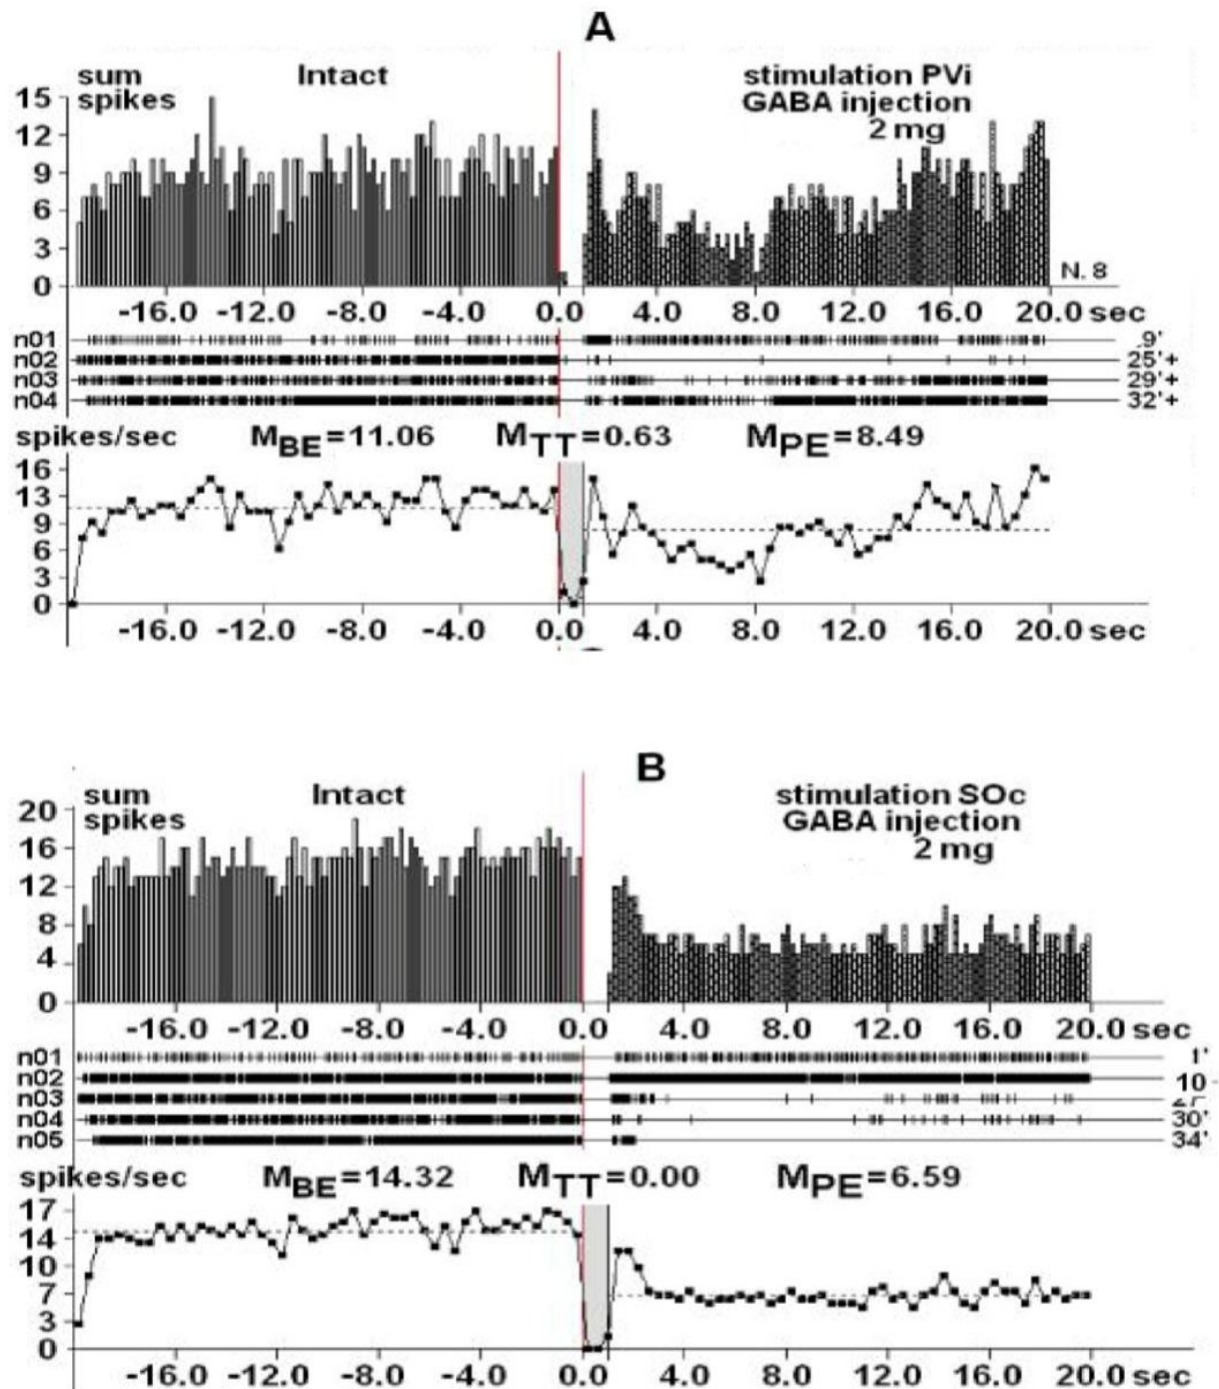 A
sum
spikes
Intact
stimulation PVi
GABA injection
2 mg
15
12
9
6
3
0
N. 8
-16.0 -12.0 -8.0 -4.0 0.0 4.0 8.0 12.0 16.0 20.0 sec
n01 9'
n02 25'+
n03 29'+
n04 32'+
spikes/sec MBE=11.06 MTT=0.63 MPE=8.49
16
13
9
6
3
0
-16.0 -12.0 -8.0 -4.0 0.0 4.0 8.0 12.0 16.0 20.0 sec
B
sum
spikes
Intact
stimulation SOc
GABA injection
2 mg
20
16
12
8
4
0
-16.0 -12.0 -8.0 -4.0 0.0 4.0 8.0 12.0 16.0 20.0 sec
n01 1'
n02 10
n03
n04 30'
n05 34'
spikes/sec MBE=14.32 MTT=0.00 MPE=6.59
17
14
10
7
3
0
-16.0 -12.0 -8.0 -4.0 0.0 4.0 8.0 12.0 16.0 20.0 sec